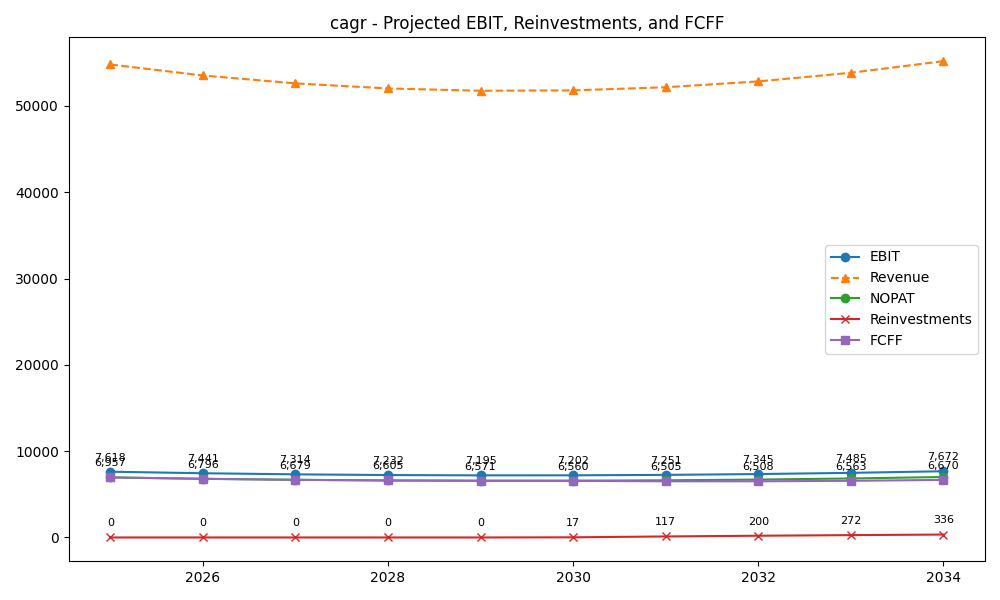 cagr - Projected EBIT, Reinvestments, and FCFF
50000
40000
30000
20000
10000
0
EBIT
Revenue
NOPAT
Reinvestments
FCFF
7,618 7,441 7,314 7,232 7,195 7,202 7,251 7,345 7,485 7,672
6,957 6,796 6,679 6,605 6,571 6,560 6,505 6,508 6,563 6,670
0 0 0 0 0 17 117 200 272 336
2026 2028 2030 2032 2034